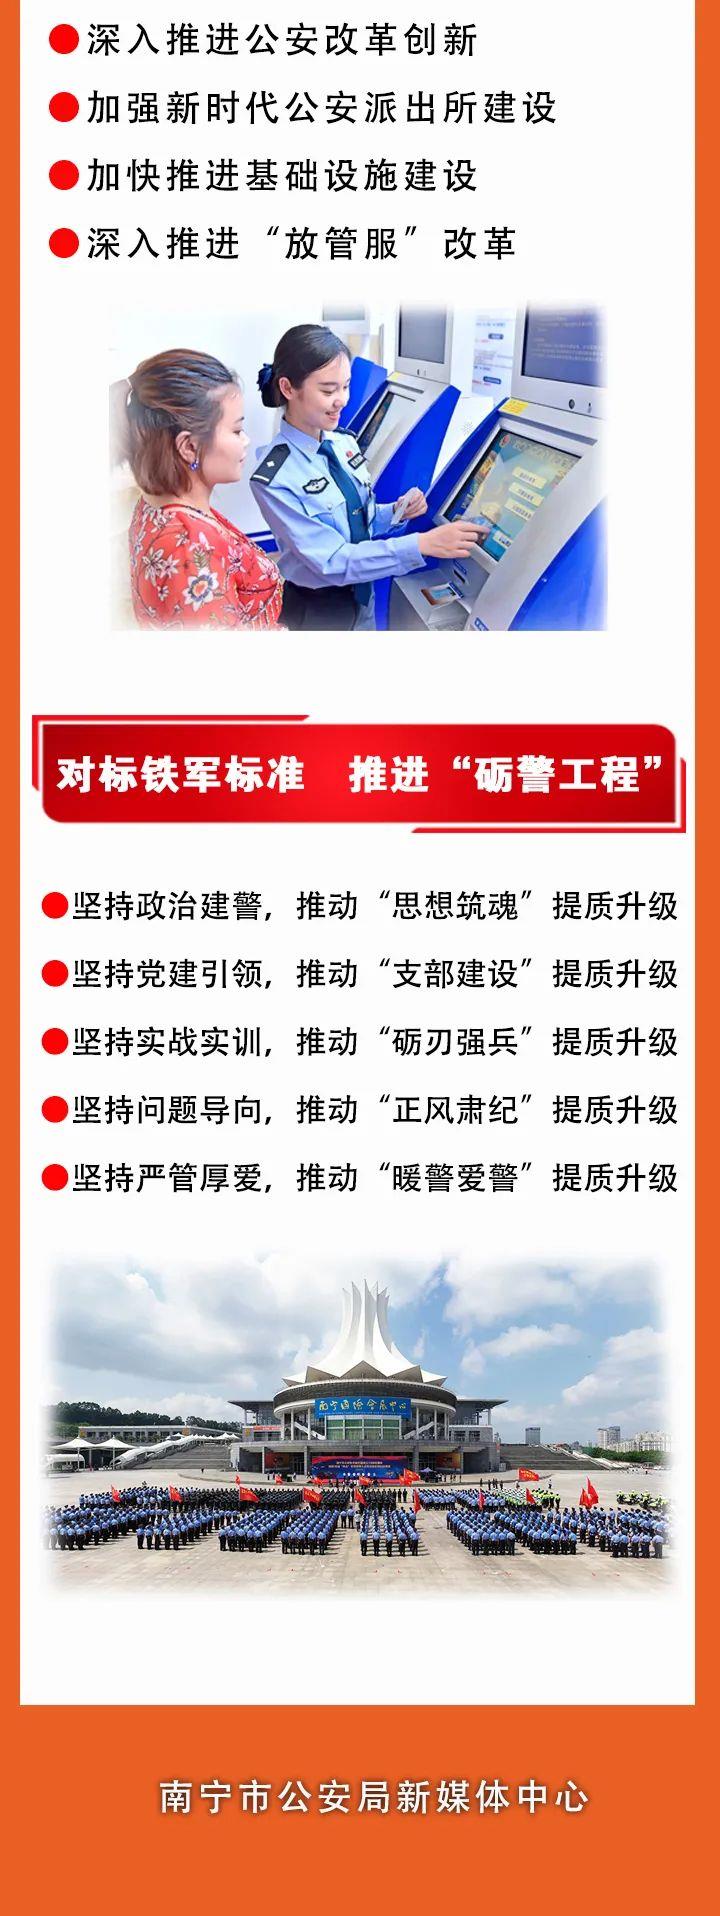 深入推进公安改革创新
加强新时代公安派出所建设
加快推进基础设施建设
深入推进“放管服”改革
对标铁军标准 推进“砺警工程”
坚持政治建警，推动“思想筑魂”提质升级
坚持党建引领，推动“支部建设”提质升级
坚持实战实训，推动“砺刃强兵”提质升级
坚持问题导向，推动“正风肃纪”提质升级
坚持严管厚爱，推动“暖警爱警”提质升级
南宁国际会展中心
南宁市公安局新媒体中心